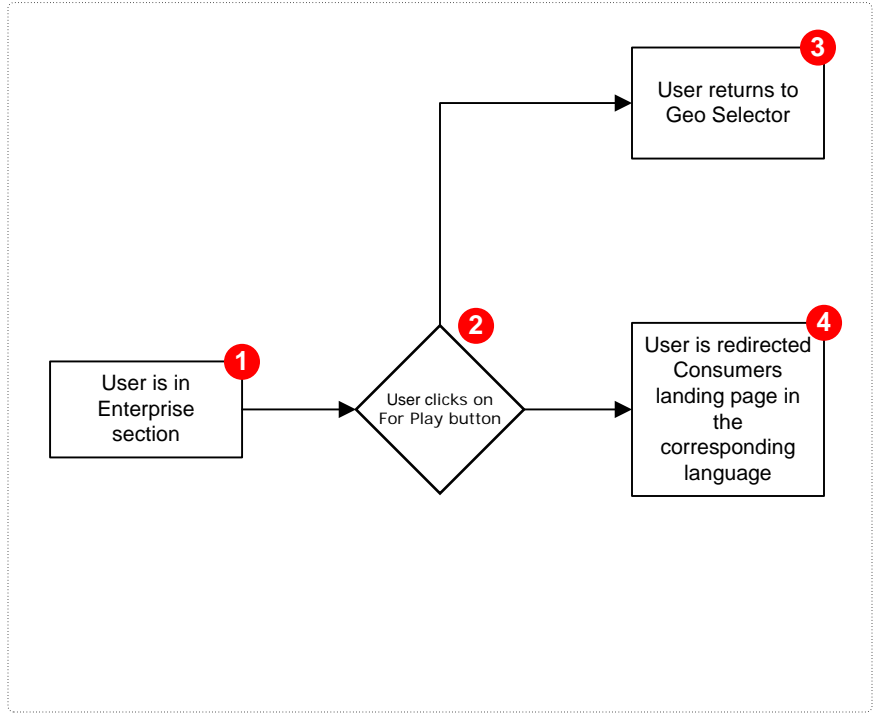 3
User returns to
Geo Selector
2
4
User is redirected
Consumers
landing page in
the
corresponding
language
1
User is in
Enterprise
section
User clicks on
For Play button